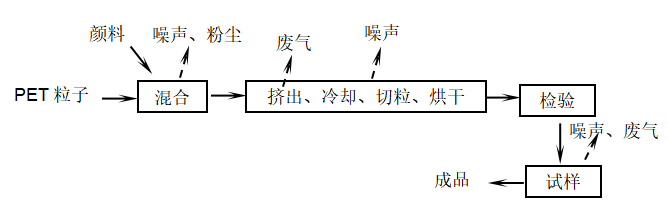 颜料
噪声、粉尘
废气
噪声
PET 粒子
混合
挤出、冷却、切粒、烘干
检验
噪声、废气
成品
试样